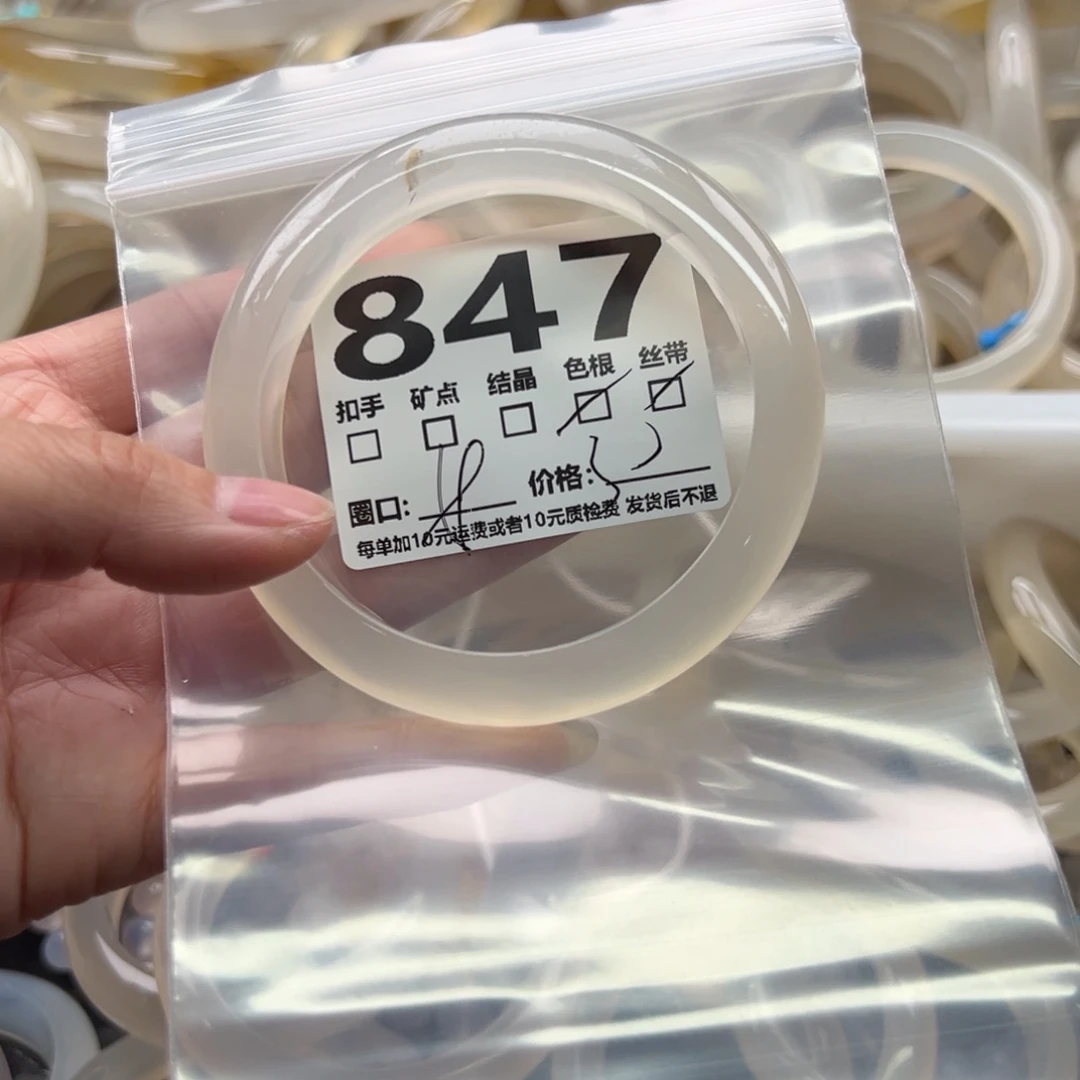 847
扣手 矿点 结晶 色根 丝带
圈口: 价格:
每单加10元运费或者10元质检费 发货后不退